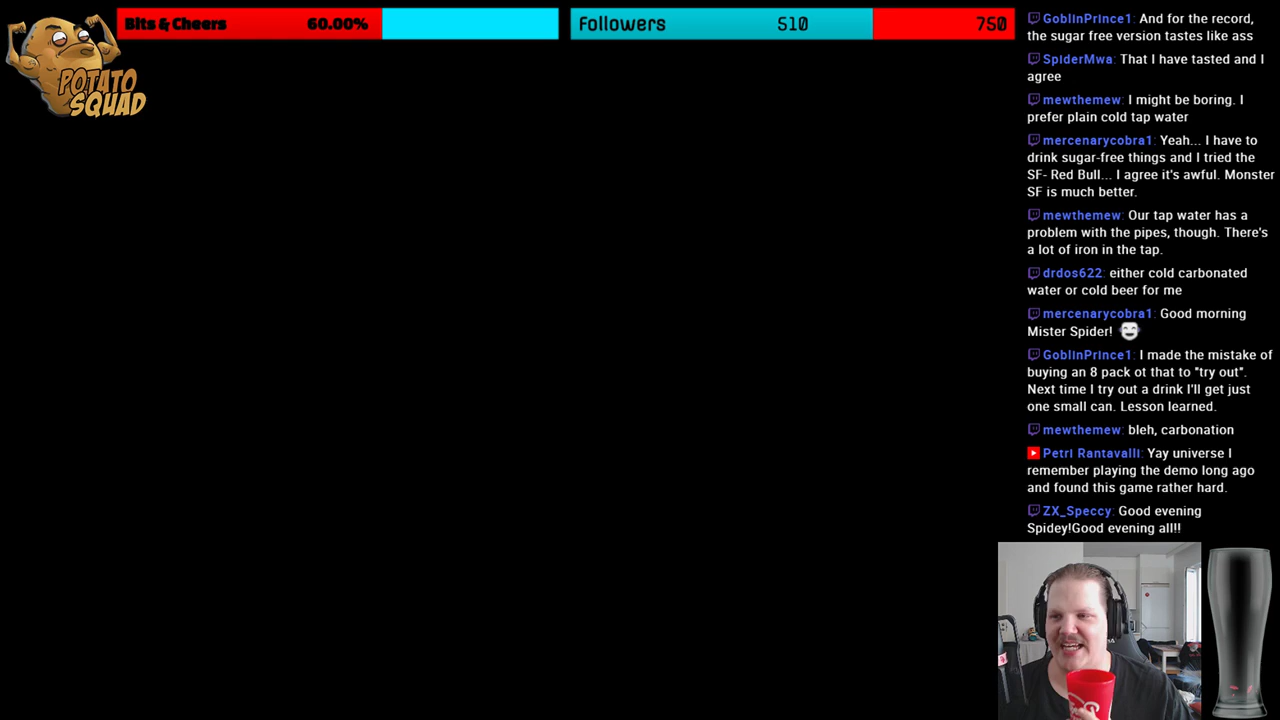 Bits & Cheers 60.00%
Followers 510 750
POTATO
SQUAD
GoblinPrince1: And for the record,
the sugar free version tastes like ass
SpiderMwa: That I have tasted and I
agree
mewthemew: I might be boring. I
prefer plain cold tap water
mercenarycobra1: Yeah... I have to
drink sugar-free things and I tried the
SF- Red Bull... I agree it's awful. Monster
SF is much better.
mewthemew: Our tap water has a
problem with the pipes, though. There's
a lot of iron in the tap.
drdos622: either cold carbonated
water or cold beer for me
mercenarycobra1: Good morning
Mister Spider!
GoblinPrince1: I made the mistake of
buying an 8 pack ot that to "try out".
Next time I try out a drink I'll get just
one small can. Lesson learned.
mewthemew: bleh, carbonation
Petri Rantavalli: Yay universe I
remember playing the demo long ago
and found this game rather hard.
ZX_Speccy: Good evening
Spidey!Good evening all!!